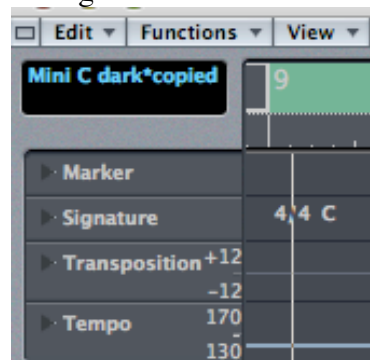 Edit Functions View
Mini C dark*copied 9
Marker
Signature 4/4 C
Transposition +12
-12
Tempo 170
-
130